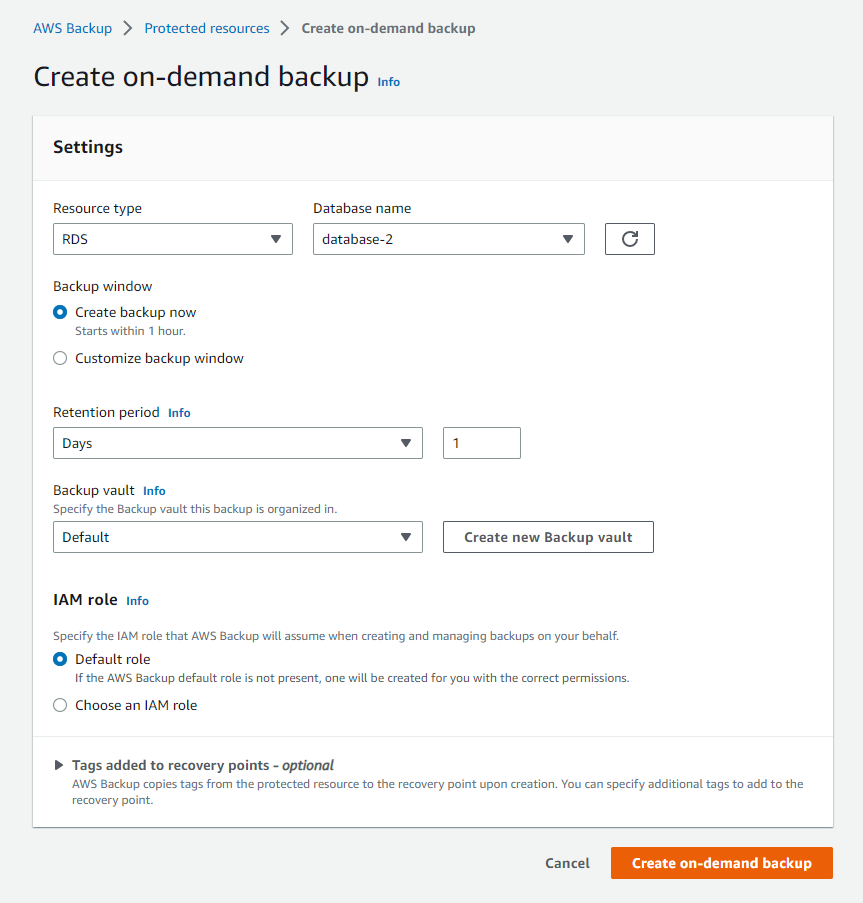 AWS Backup > Protected resources > Create on-demand backup
Create on-demand backup Info
Settings
Resource type Database name
RDS database-2
Backup window
Create backup now
Starts within 1 hour.
Customize backup window
Retention period Info
Days 1
Backup vault Info
Specify the Backup vault this backup is organized in.
Default Create new Backup vault
IAM role Info
Specify the IAM role that AWS Backup will assume when creating and managing backups on your behalf.
Default role
If the AWS Backup default role is not present, one will be created for you with the correct permissions.
Choose an IAM role
Tags added to recovery points - optional
AWS Backup copies tags from the protected resource to the recovery point upon creation. You can specify additional tags to add to the
recovery point.
Cancel Create on-demand backup